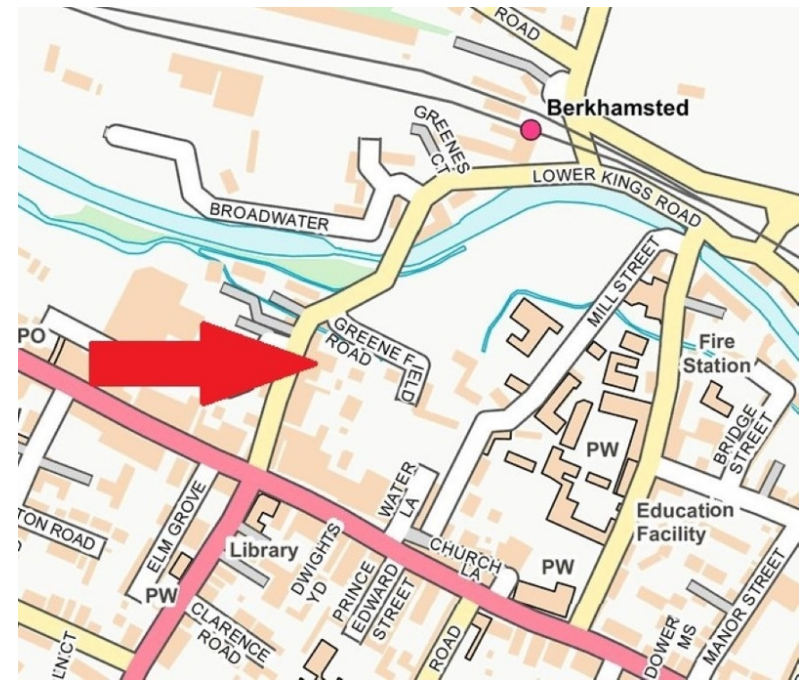 ROAD
Berkhamsted
GREENES
CT
LOWER KINGS ROAD
BROADWATER
MILL STREET
GREENE FIELD
ROAD
PO
Fire
Station
BRIDGE
STREET
PW
WATER
LA
TON ROAD
ELM GROVE
Library
DWIGHTS
YD
PRINCE
EDWARD
STREET
CHURCH
LA
PW
Education
Facility
PW
CLARENCE
ROAD
LN.CT
ROAD
DOWER
MS
MANOR STREET